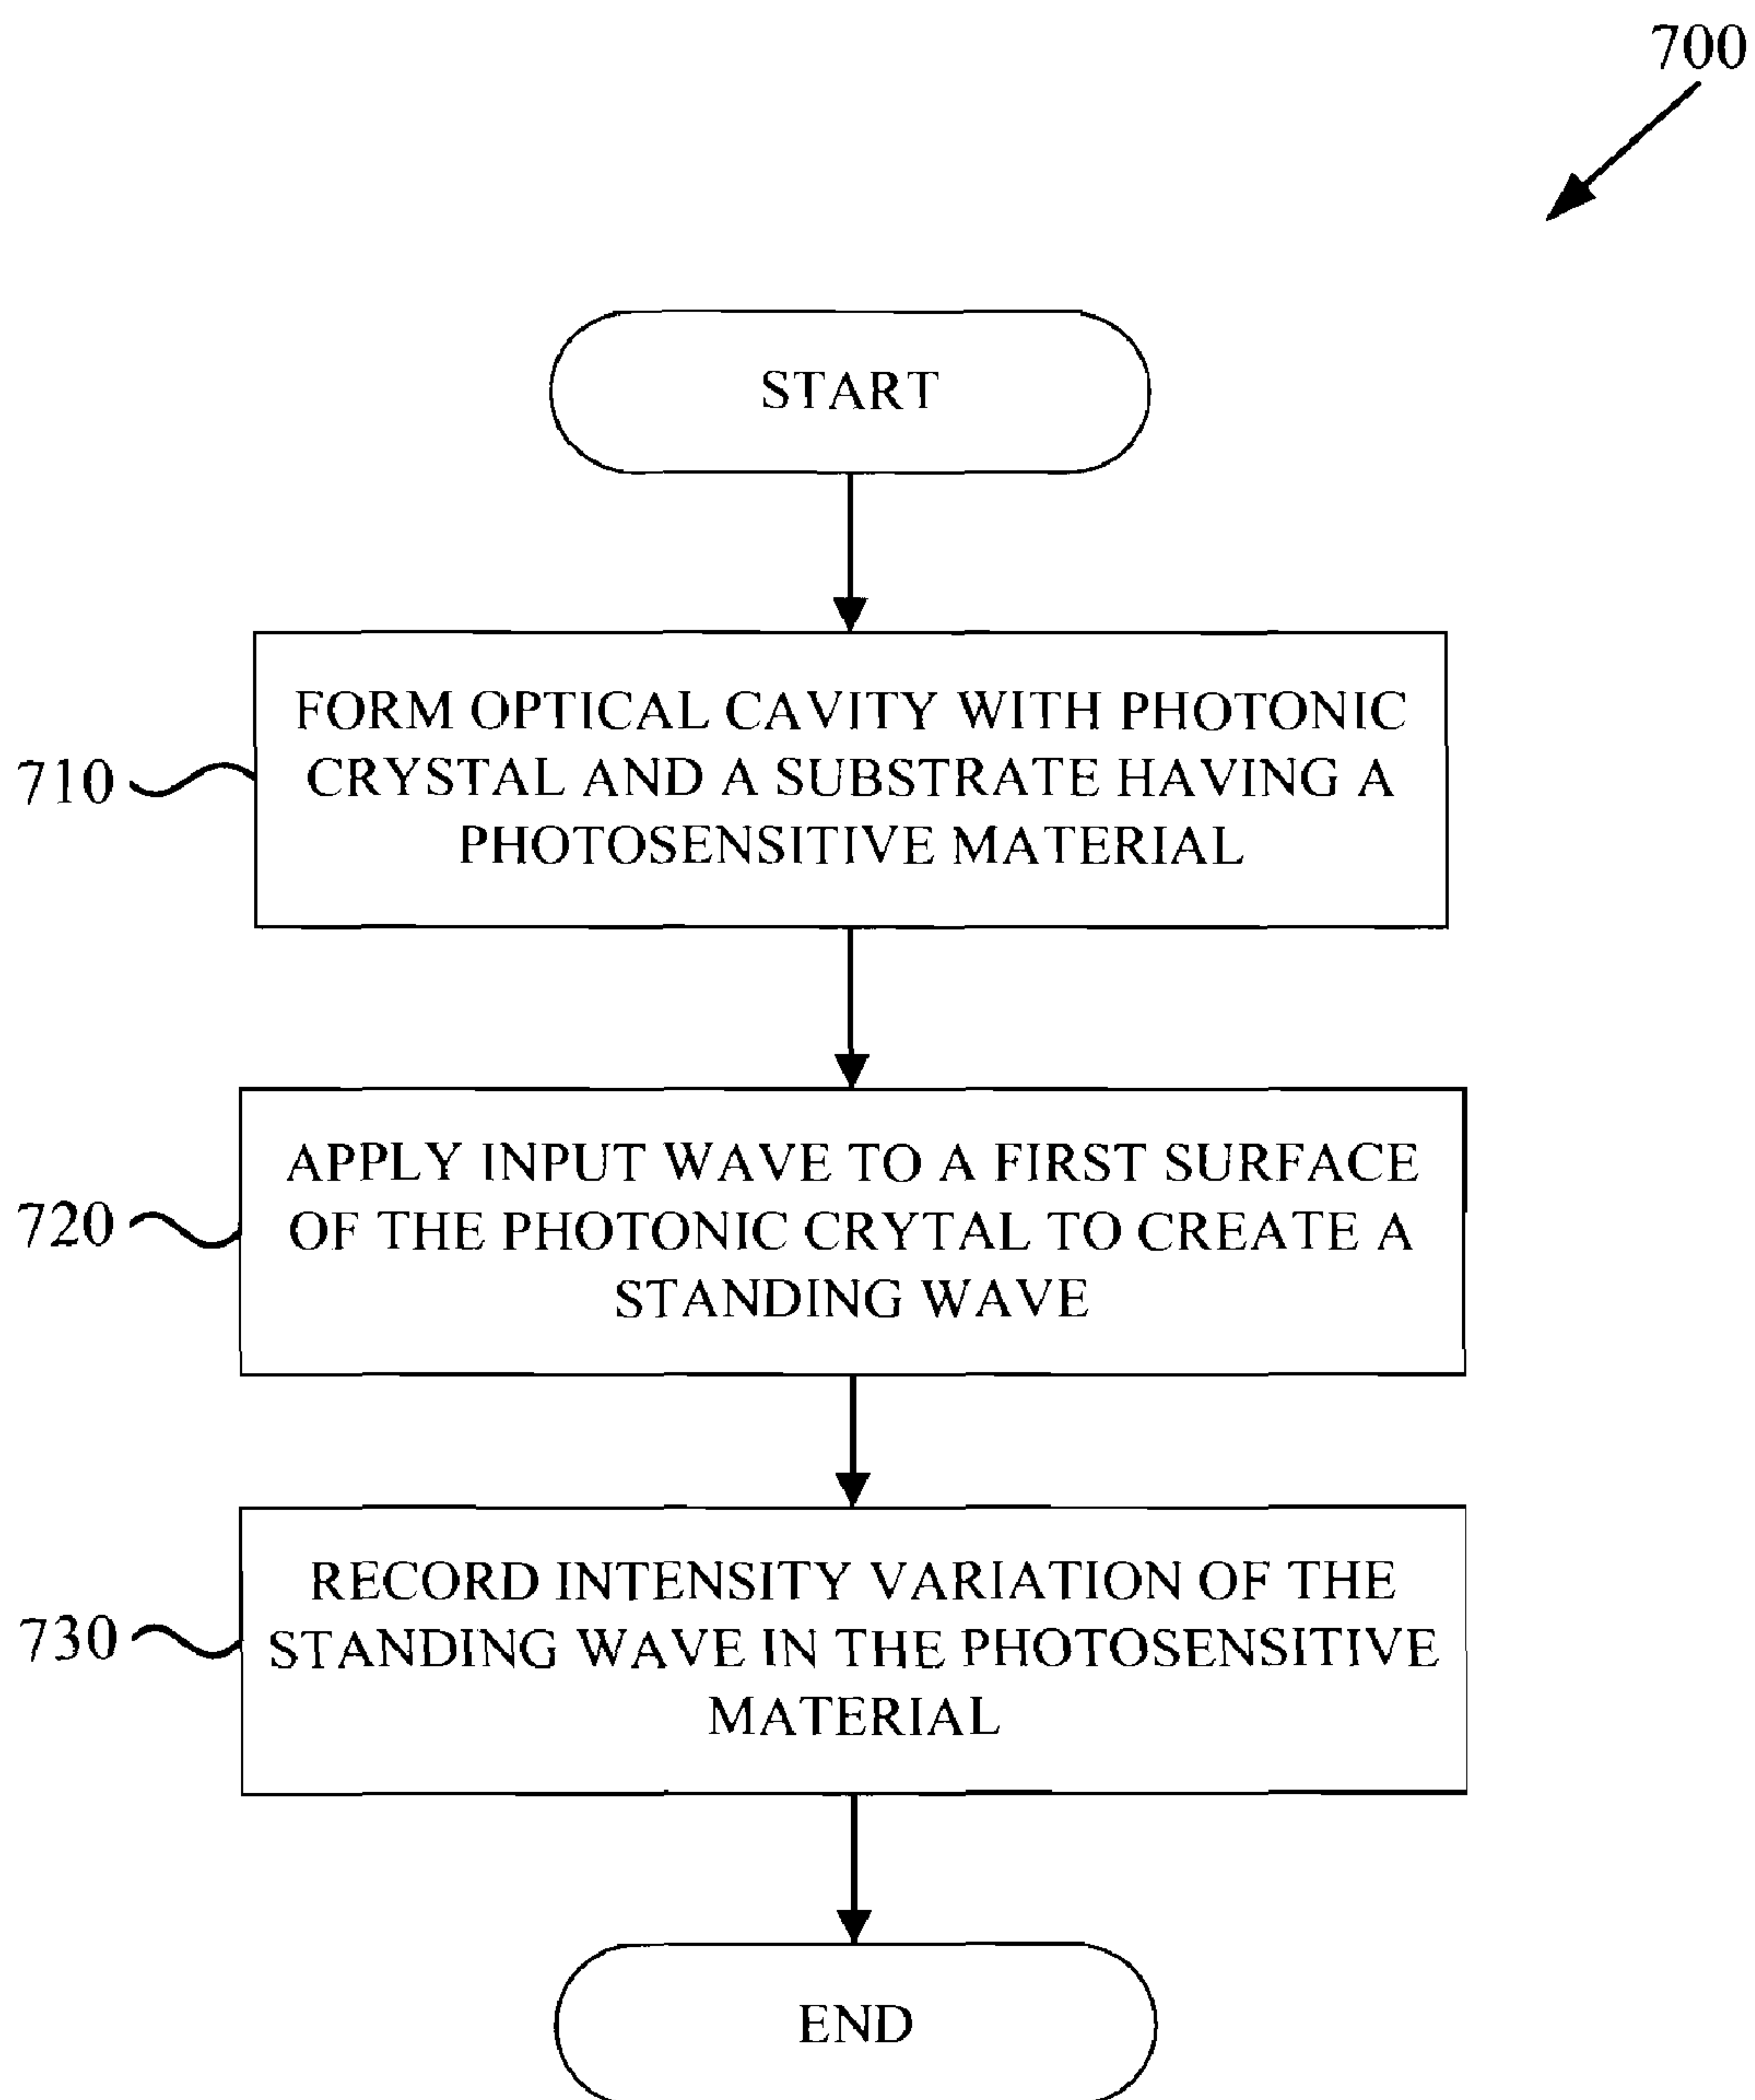 700
START
710
FORM OPTICAL CAVITY WITH PHOTONIC
CRYSTAL AND A SUBSTRATE HAVING A
PHOTOSENSITIVE MATERIAL
720
APPLY INPUT WAVE TO A FIRST SURFACE
OF THE PHOTONIC CRYTAL TO CREATE A
STANDING WAVE
730
RECORD INTENSITY VARIATION OF THE
STANDING WAVE IN THE PHOTOSENSITIVE
MATERIAL
END